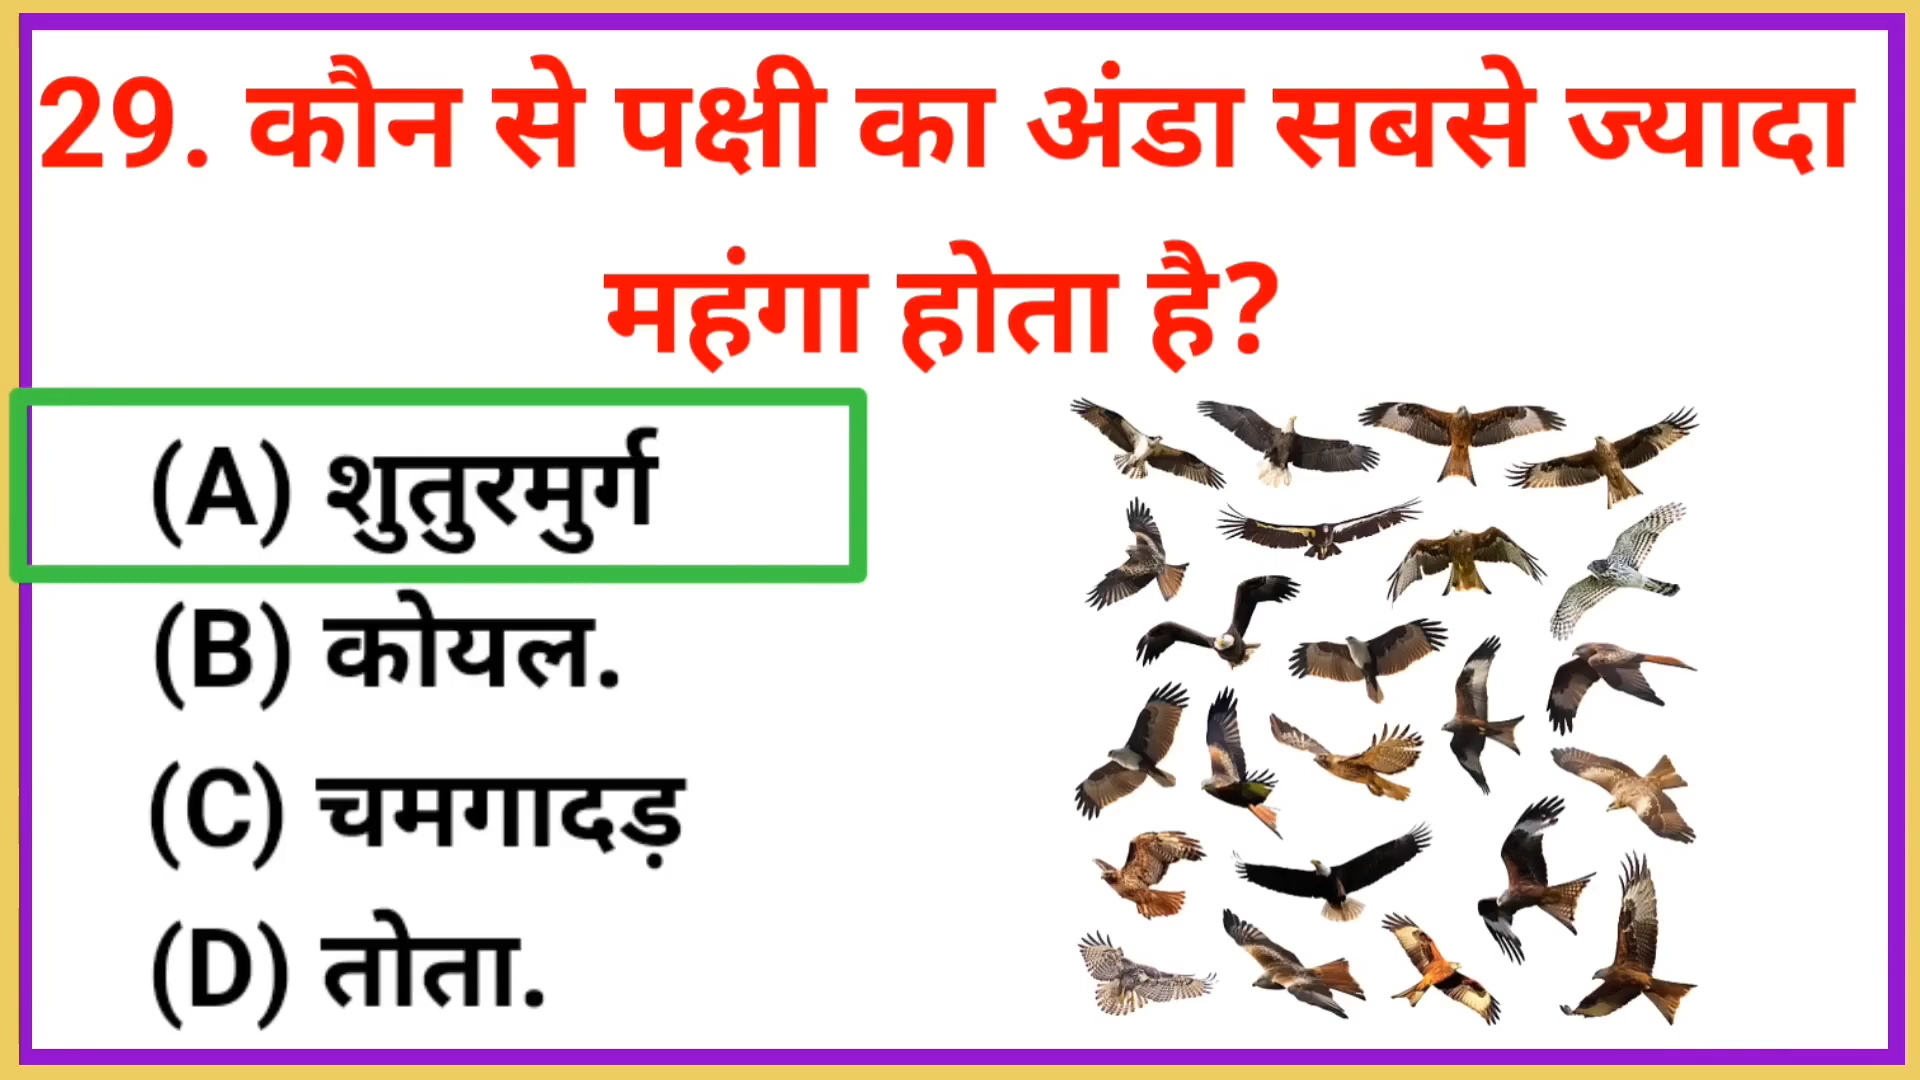 29. कौन से पक्षी का अंडा सबसे ज्यादा
महंगा होता है?
(A) शुतुरमुर्ग
(B) कोयल.
(C) चमगादड़
(D) तोता.